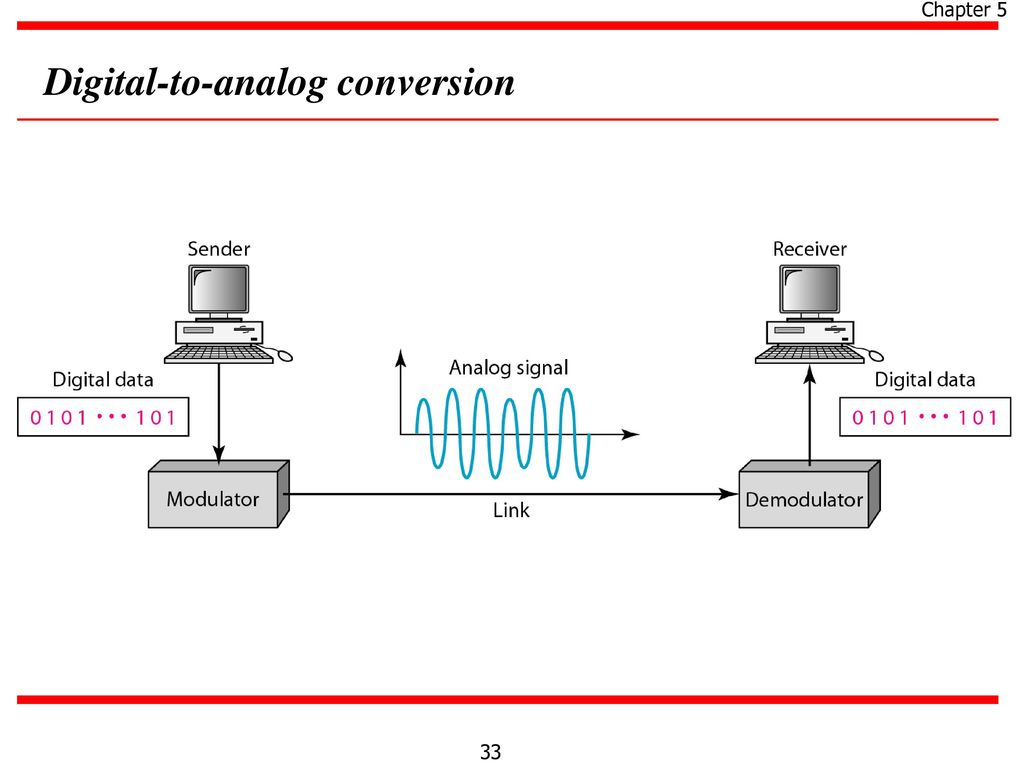 Chapter 5
Digital-to-analog conversion
Sender
Receiver
Analog signal
Digital data
Digital data
0101 ••• 101
0101 ••• 101
Modulator
Link
Demodulator
33